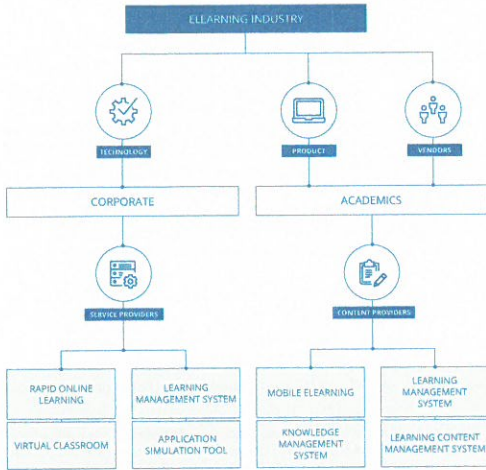 ELLEARNING INDUSTRY
TECHNOLOGY
PRODUCT
VENDORS
CORPORATE
ACADEMICS
SERVICE PROVIDERS
CONTENT PROVIDERS
RAPID ONLINE
LEARNING
LEARNING
MANAGEMENT SYSTEM
MOBILE ELEARNING
LEARNING
MANAGEMENT
SYSTEM
VIRTUAL CLASSROOM
APPLICATION
SIMULATION TOOL
KNOWLEDGE
MANAGEMENT
SYSTEM
LEARNING CONTENT
MANAGEMENT SYSTEM